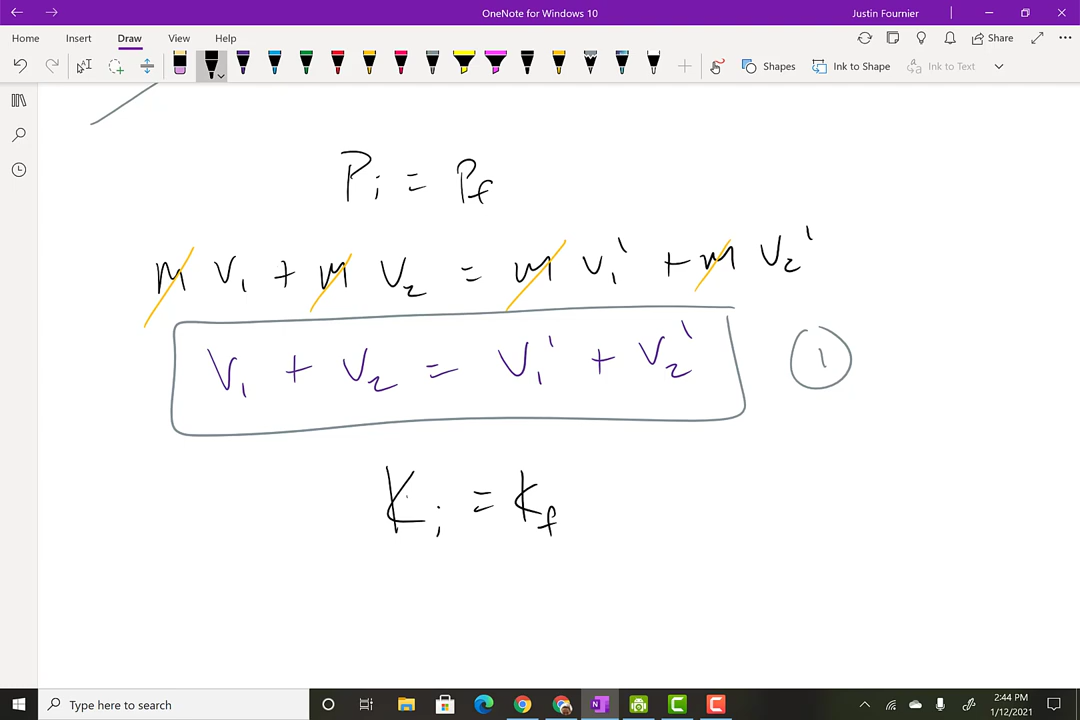 OneNote for Windows 10
Justin Fournier
Home Insert Draw View Help
Share
Shapes Ink to Shape Ink to Text
Pi = Pf
m v1 + m v2 = m v1' + m v2'
v1 + v2 = v1' + v2' 1
Ki = Kf
Type here to search
2:44 PM
1/12/2021